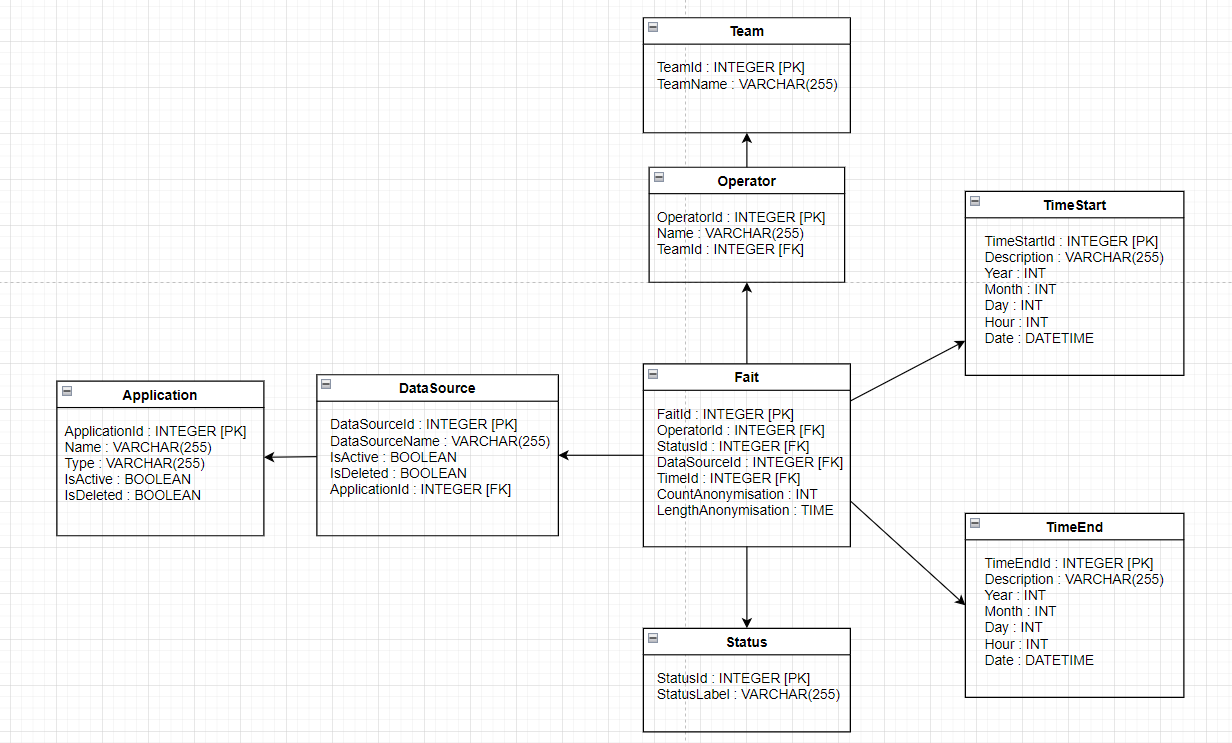 Team
TeamId : INTEGER [PK]
TeamName : VARCHAR(255)
Operator
OperatorId : INTEGER [PK]
Name : VARCHAR(255)
TeamId : INTEGER [FK]
TimeStart
TimeStartId : INTEGER [PK]
Description : VARCHAR(255)
Year : INT
Month : INT
Day : INT
Hour : INT
Date : DATETIME
Application
ApplicationId : INTEGER [PK]
Name : VARCHAR(255)
Type : VARCHAR(255)
IsActive : BOOLEAN
IsDeleted : BOOLEAN
DataSource
DataSourceId : INTEGER [PK]
DataSourceName : VARCHAR(255)
IsActive : BOOLEAN
IsDeleted : BOOLEAN
ApplicationId : INTEGER [FK]
Fait
FaitId : INTEGER [PK]
OperatorId : INTEGER [FK]
StatusId : INTEGER [FK]
DataSourceId : INTEGER [FK]
TimeId : INTEGER [FK]
CountAnonymisation : INT
LengthAnonymisation : TIME
TimeEnd
TimeEndId : INTEGER [PK]
Description : VARCHAR(255)
Year : INT
Month : INT
Day : INT
Hour : INT
Date : DATETIME
Status
StatusId : INTEGER [PK]
StatusLabel : VARCHAR(255)